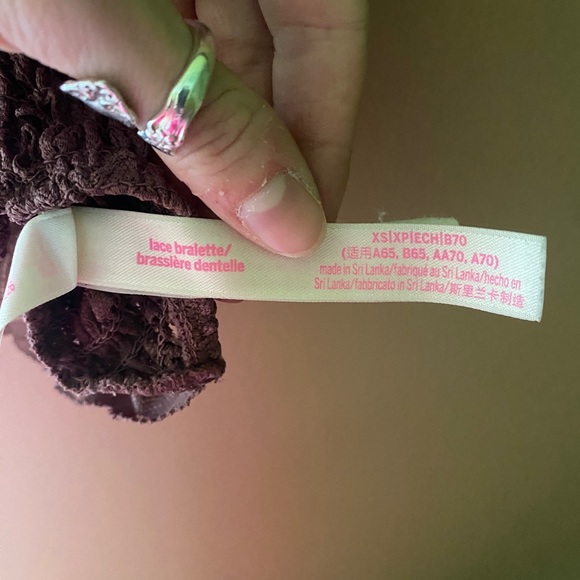 lace bralette/
brassière dentelle
XS|XP|ECH|B70
(适用A65, B65, AA70, A70)
made in Sri Lanka/fabriqué au Sri Lanka/hecho en
Sri Lanka/fabbricato in Sri Lanka/斯里兰卡制造